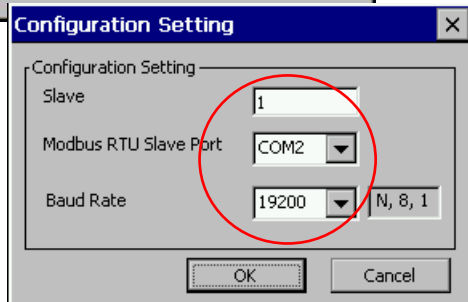 Configuration Setting
Configuration Setting
Slave 1
Modbus RTU Slave Port COM2
Baud Rate 19200 N, 8, 1
OK Cancel